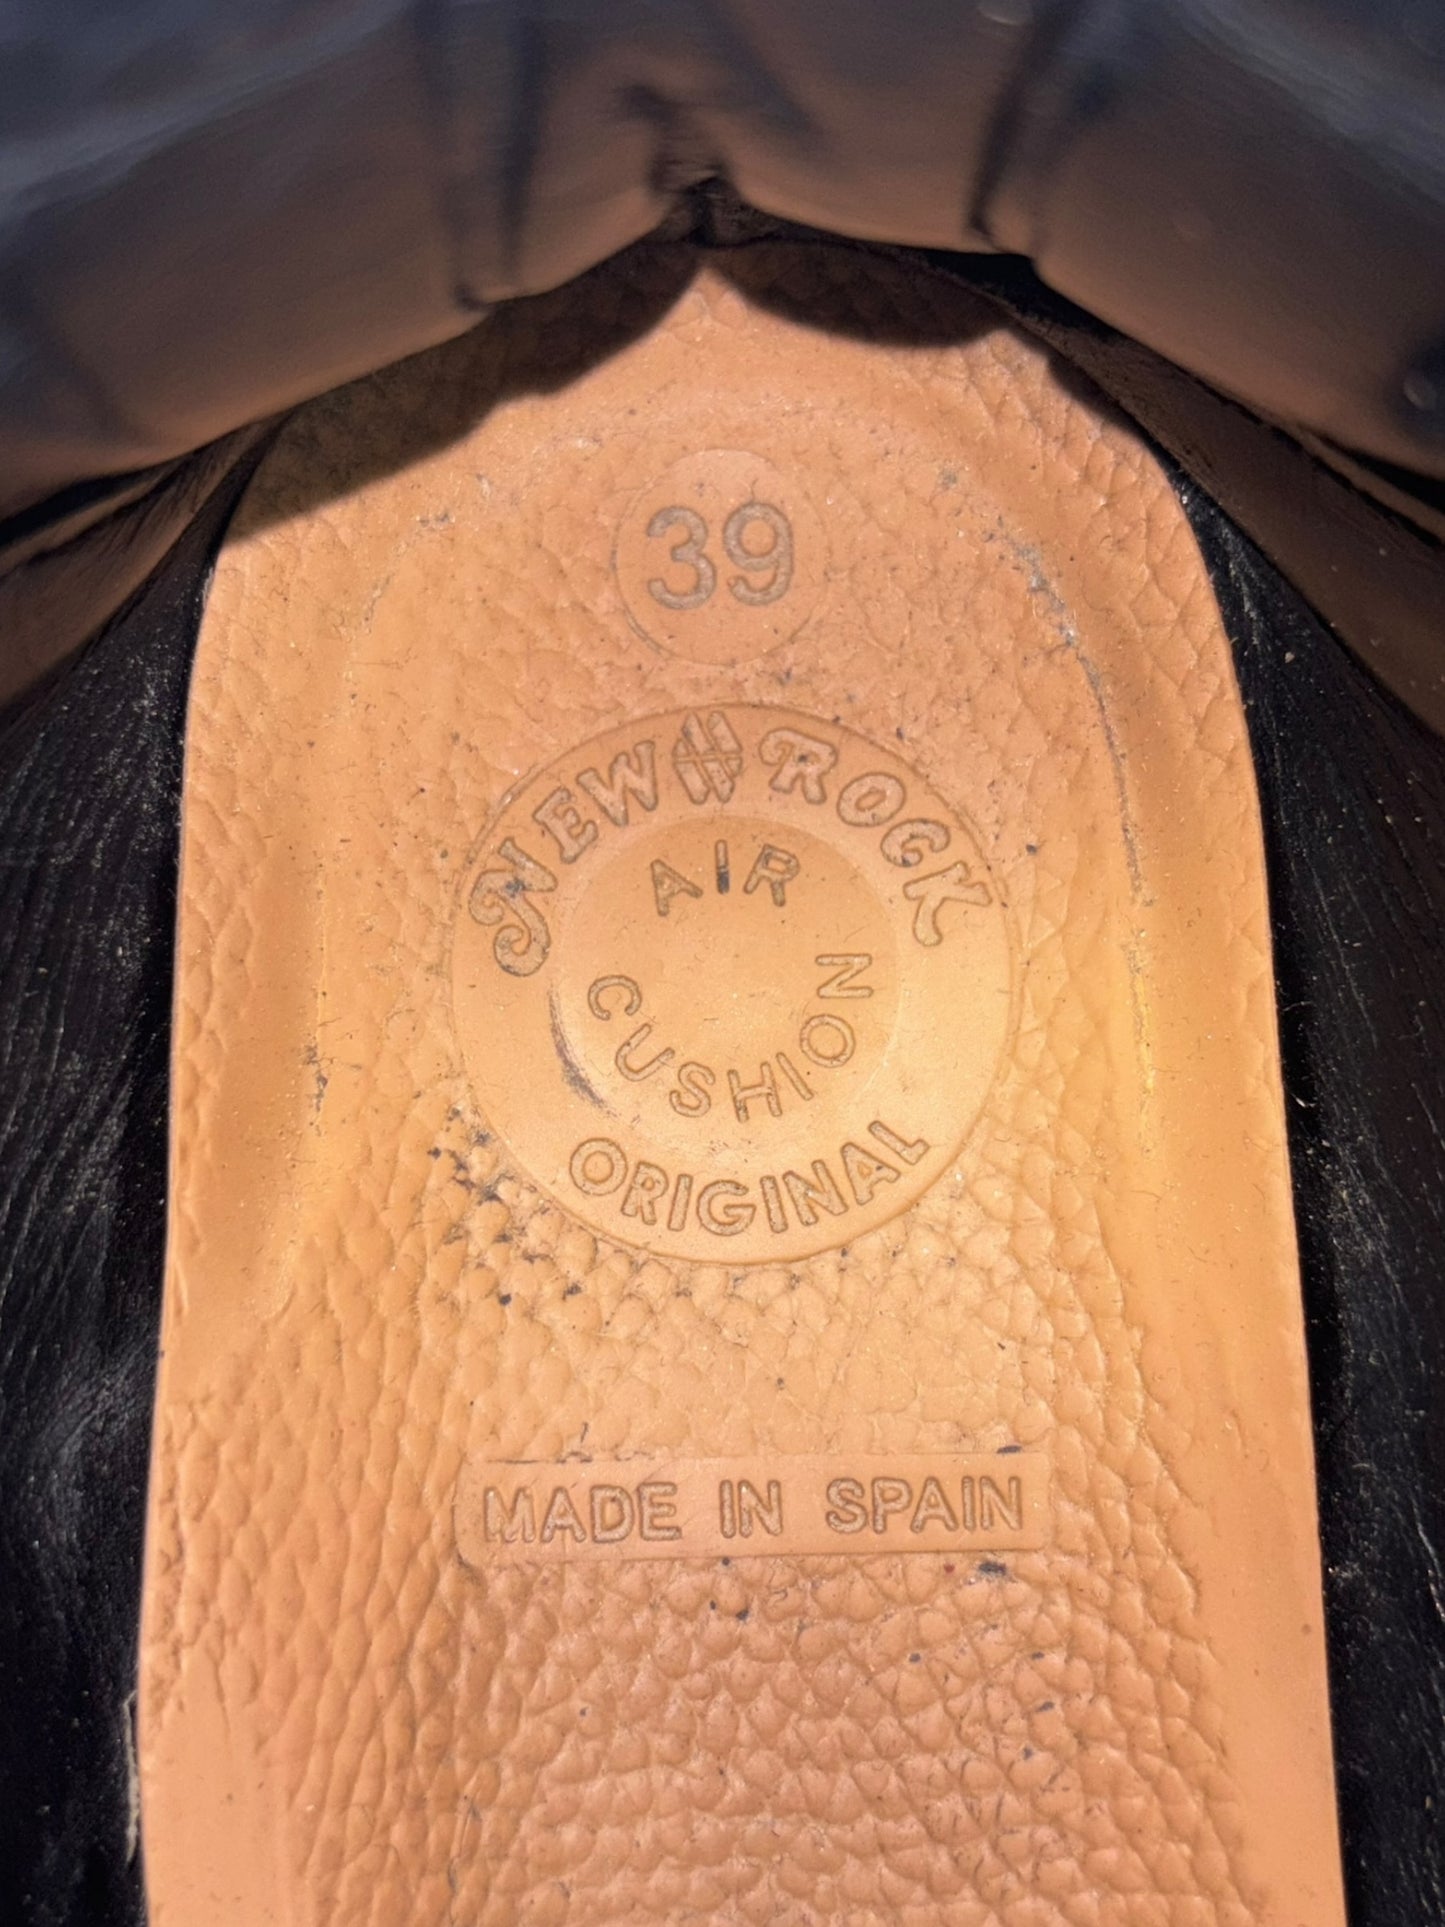 39
NEW ROCK
AIR
CUSHION
ORIGINAL
MADE IN SPAIN